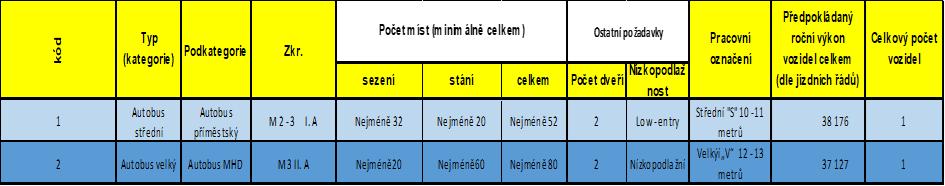 kód
Typ
(kategorie)
Podkategorie
Zkr.
Počet míst (minimálně celkem)
sezení
stání
celkem
Ostatní požadavky
Počet dveří
Nízkopodlaž
nost
Pracovní
označení
Předpokládaný
roční výkon
vozidel celkem
(dle jízdních řádů)
Celkový počet
vozidel
1
Autobus
střední
Autobus
příměstský
M 2 -3 I. A
Nejméně 32
Nejméně 20
Nejméně 52
2
Low-entry
Střední "S" 10 -11
metrů
38 176
1
2
Autobus velký
Autobus MHD
M3 II. A
Nejméně20
Nejméně60
Nejméně 80
2
Nízkopodlažní
Velkýí„V" 12 -13
metrů
37 127
1